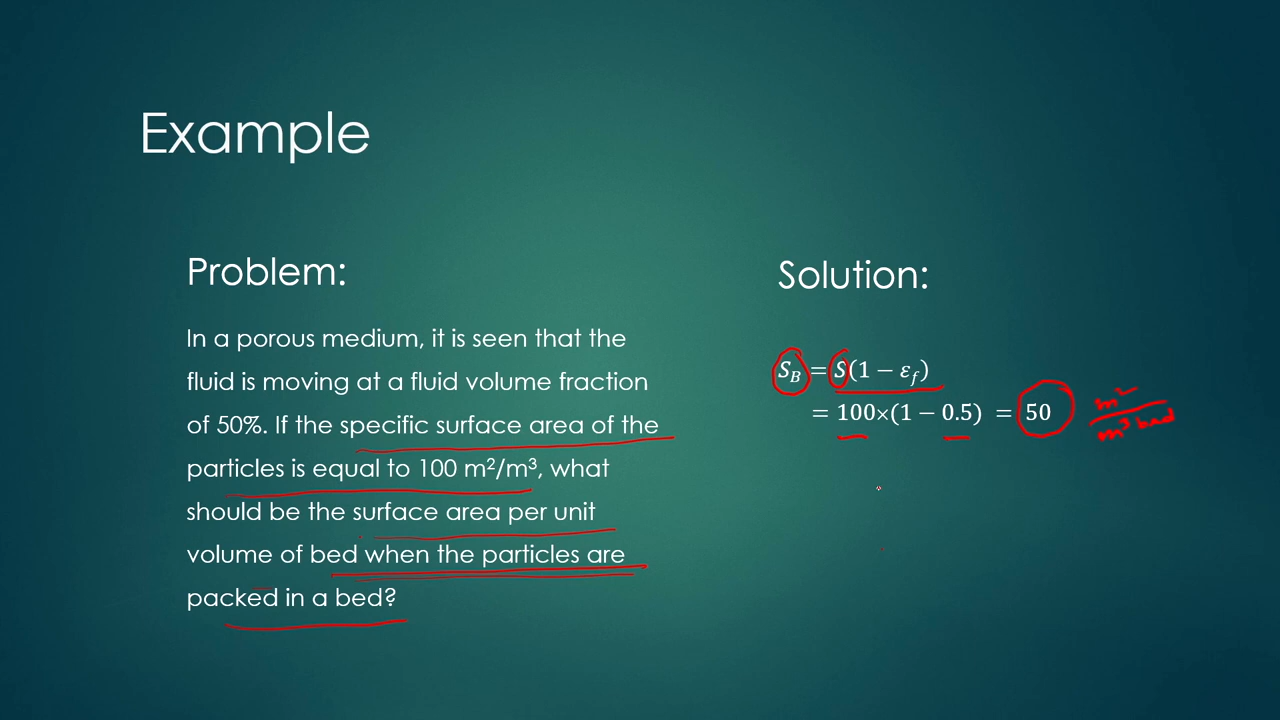 Example
Problem:
In a porous medium, it is seen that the
fluid is moving at a fluid volume fraction
of 50%. If the specific surface area of the
particles is equal to 100 m²/m³, what
should be the surface area per unit
volume of bed when the particles are
packed in a bed?
Solution:
S_B = S(1 − ε_f)
= 100×(1 − 0.5) = 50 m²/m³ bed